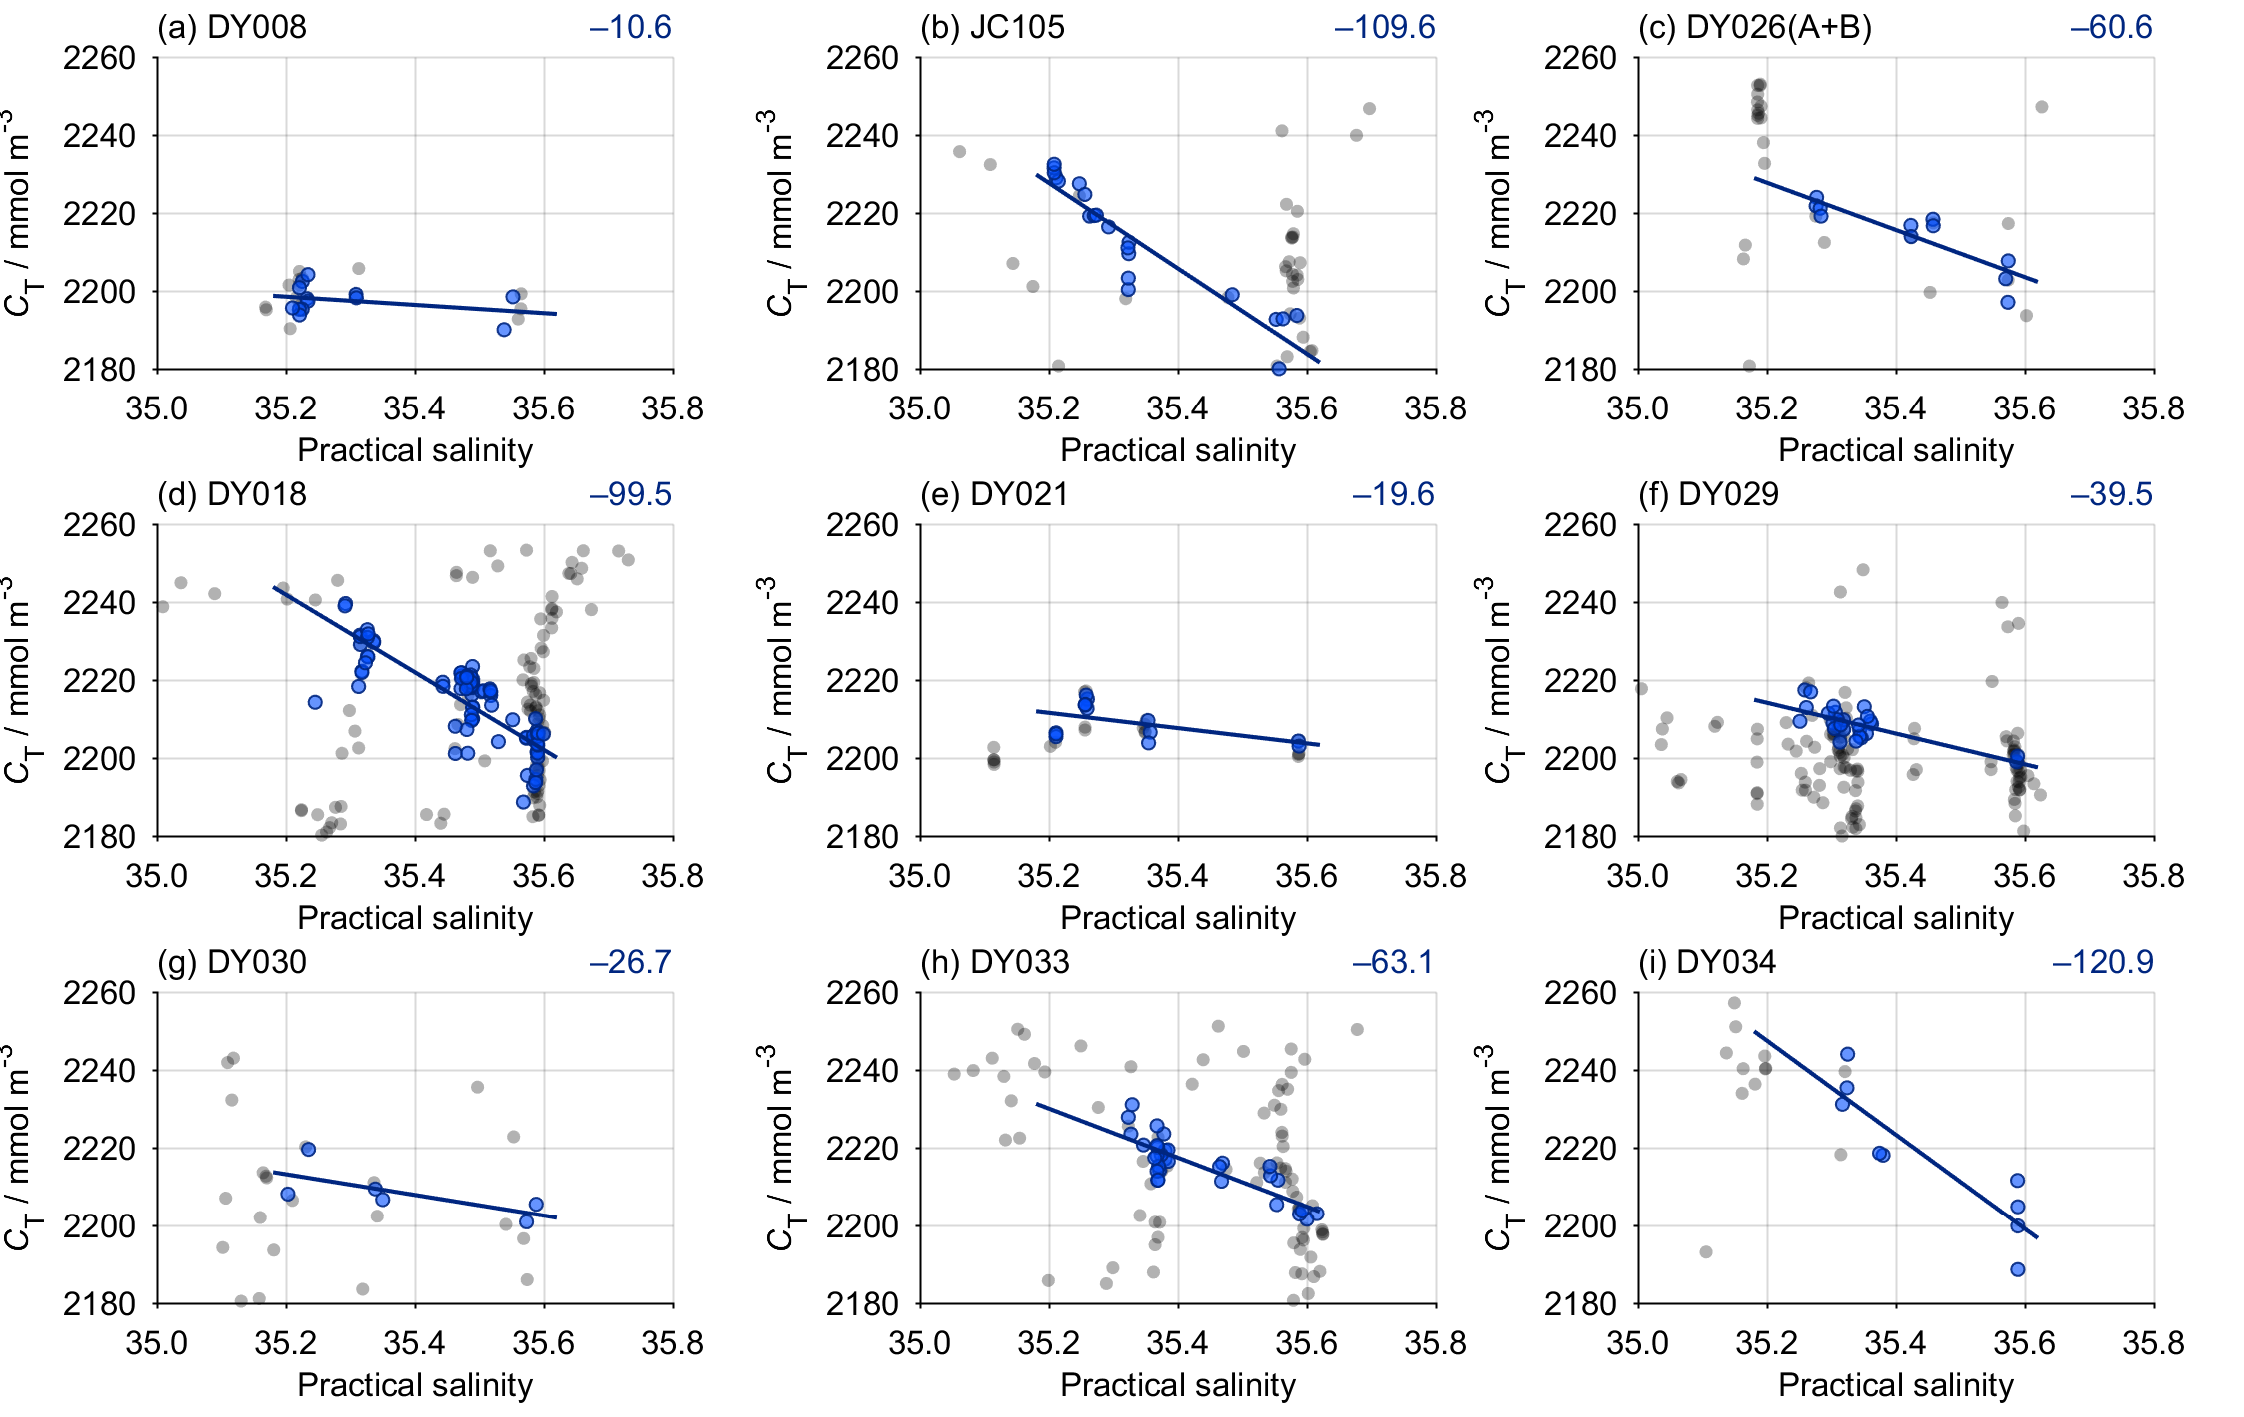 (a) DY008 –10.6
2260
2240
2220
2200
2180
C_T / mmol m^-3
35.0 35.2 35.4 35.6 35.8
Practical salinity
(b) JC105 –109.6
2260
2240
2220
2200
2180
C_T / mmol m^-3
35.0 35.2 35.4 35.6 35.8
Practical salinity
(c) DY026(A+B) –60.6
2260
2240
2220
2200
2180
C_T / mmol m^-3
35.0 35.2 35.4 35.6 35.8
Practical salinity
(d) DY018 –99.5
2260
2240
2220
2200
2180
C_T / mmol m^-3
35.0 35.2 35.4 35.6 35.8
Practical salinity
(e) DY021 –19.6
2260
2240
2220
2200
2180
C_T / mmol m^-3
35.0 35.2 35.4 35.6 35.8
Practical salinity
(f) DY029 –39.5
2260
2240
2220
2200
2180
C_T / mmol m^-3
35.0 35.2 35.4 35.6 35.8
Practical salinity
(g) DY030 –26.7
2260
2240
2220
2200
2180
C_T / mmol m^-3
35.0 35.2 35.4 35.6 35.8
Practical salinity
(h) DY033 –63.1
2260
2240
2220
2200
2180
C_T / mmol m^-3
35.0 35.2 35.4 35.6 35.8
Practical salinity
(i) DY034 –120.9
2260
2240
2220
2200
2180
C_T / mmol m^-3
35.0 35.2 35.4 35.6 35.8
Practical salinity